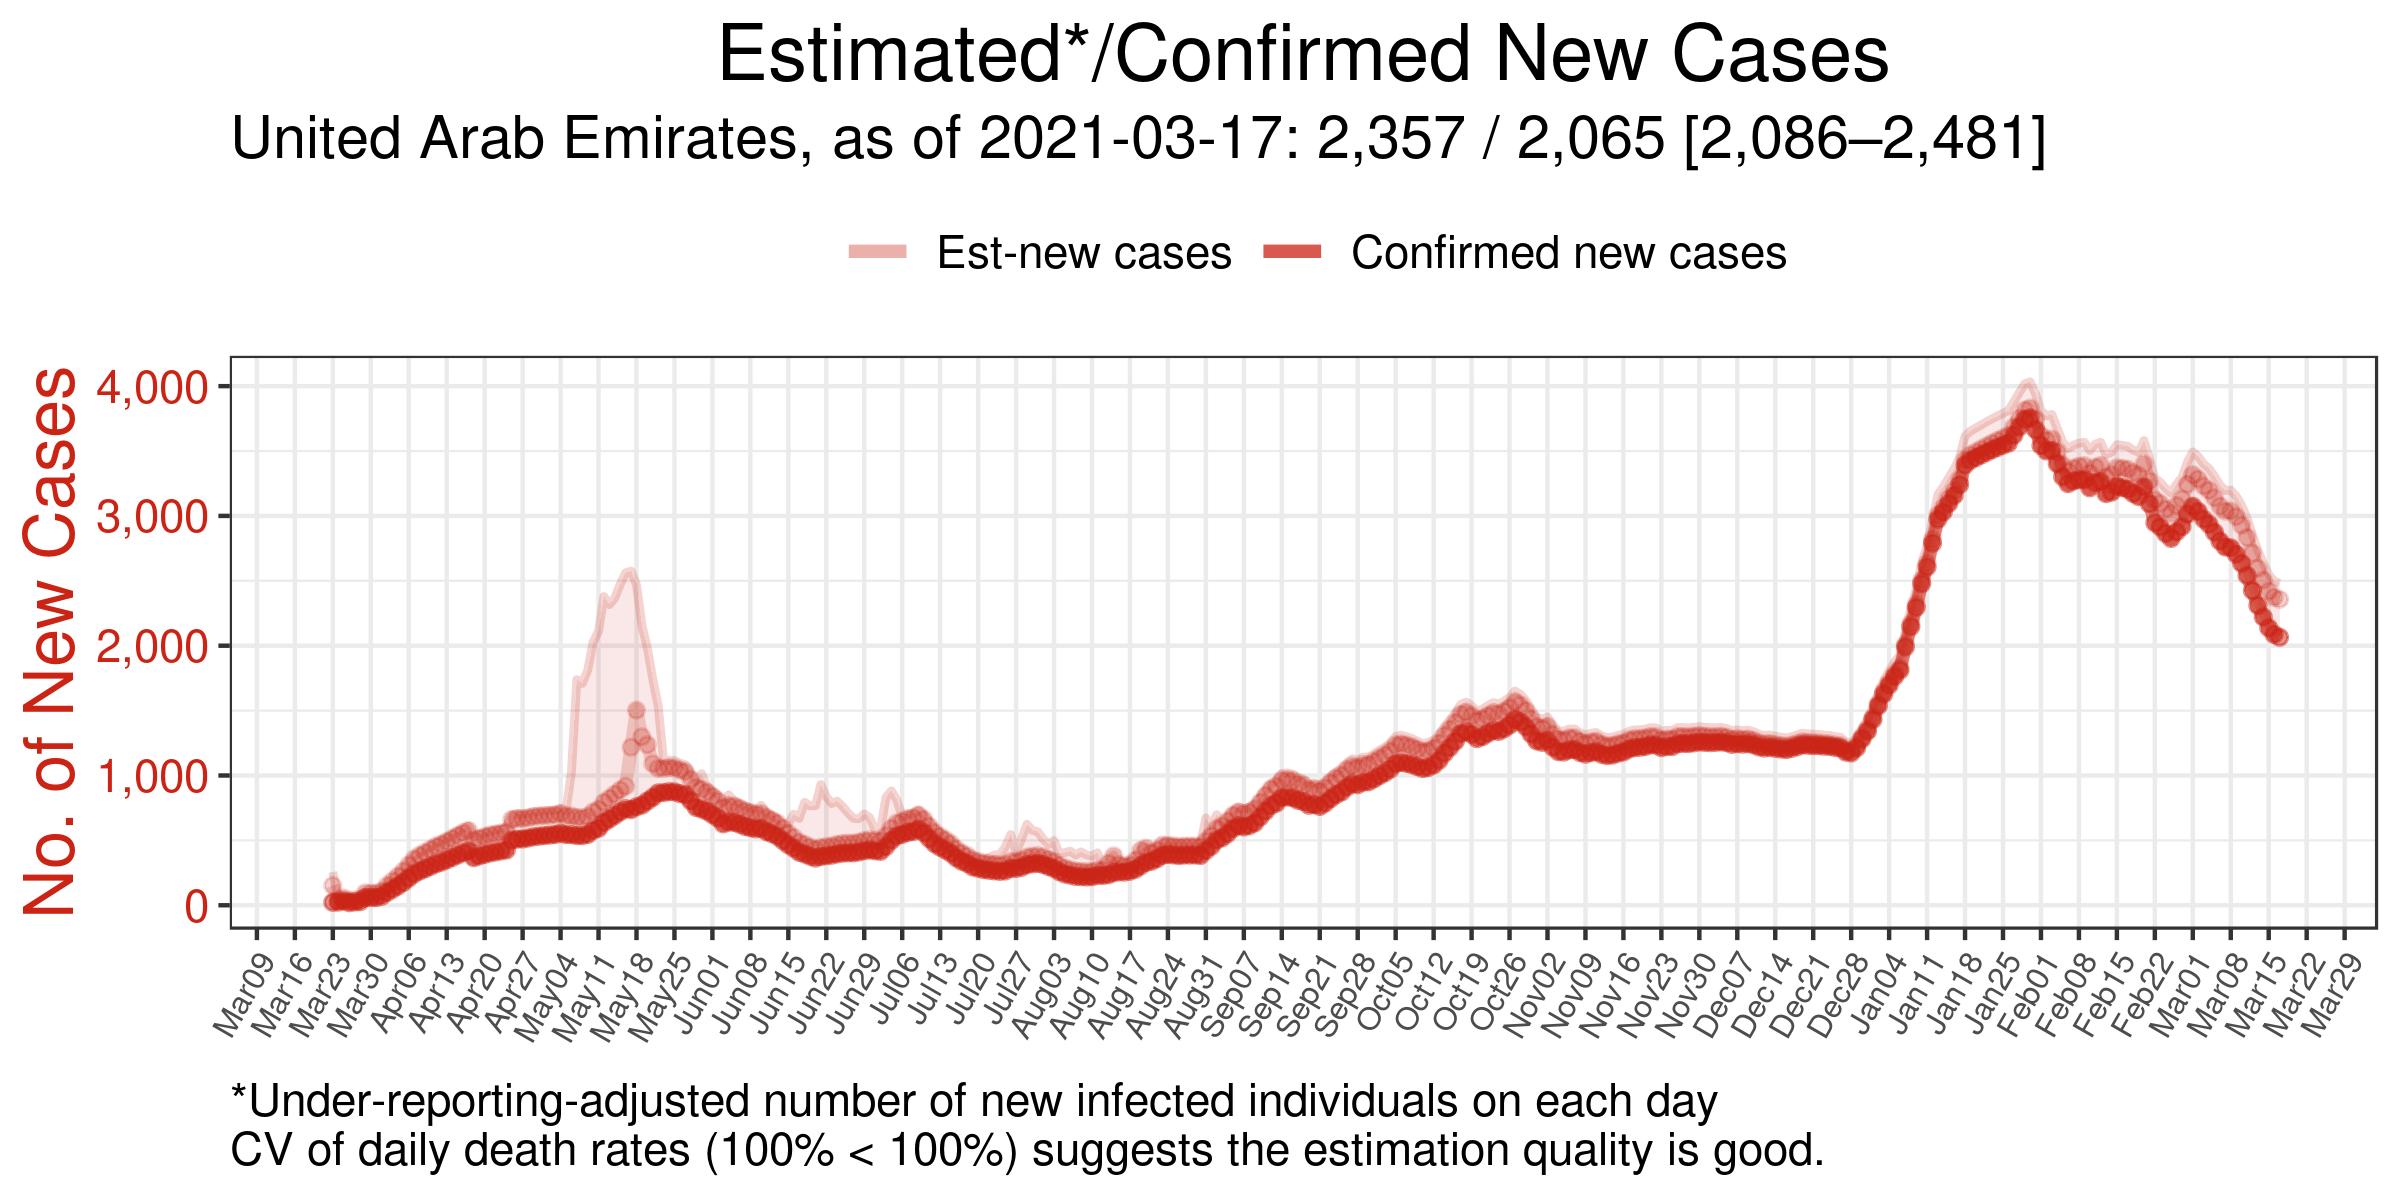 Estimated*/Confirmed New Cases
United Arab Emirates, as of 2021-03-17: 2,357 / 2,065 [2,086–2,481]
Est-new cases Confirmed new cases
No. of New Cases
4,000
3,000
2,000
1,000
0
Mar09 Mar16 Mar23 Mar30 Apr06 Apr13 Apr20 Apr27 May04 May11 May18 May25 Jun01 Jun08 Jun15 Jun22 Jun29 Jul06 Jul13 Jul20 Jul27 Aug03 Aug10 Aug17 Aug24 Aug31 Sep07 Sep14 Sep21 Sep28 Oct05 Oct12 Oct19 Oct26 Nov02 Nov09 Nov16 Nov23 Nov30 Dec07 Dec14 Dec21 Dec28 Jan04 Jan11 Jan18 Jan25 Feb01 Feb08 Feb15 Feb22 Mar01 Mar08 Mar15 Mar22 Mar29
*Under-reporting-adjusted number of new infected individuals on each day
CV of daily death rates (100% < 100%) suggests the estimation quality is good.